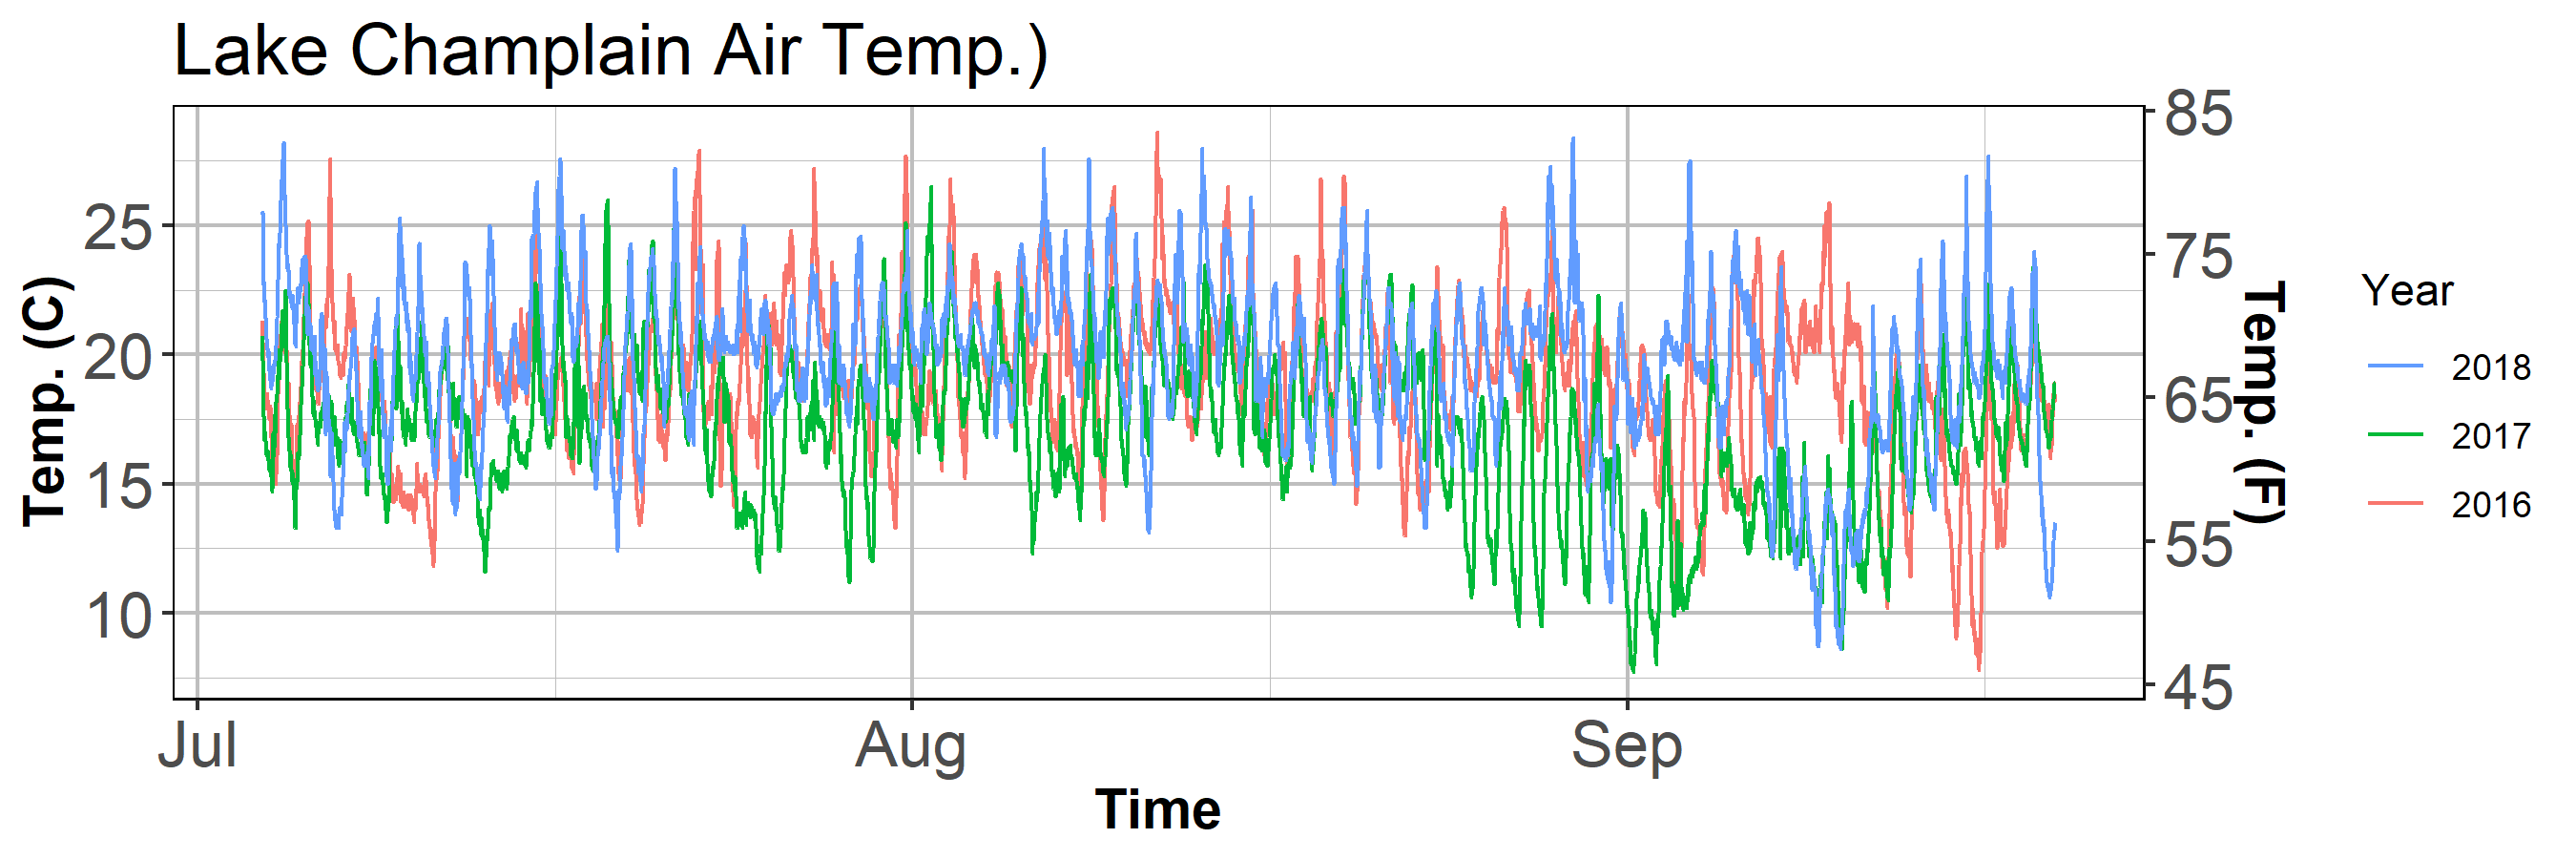 Lake Champlain Air Temp.)
Temp. (C)
25
20
15
10
85
75
65
55
45
Temp. (F)
Jul
Aug
Sep
Time
Year
2018
2017
2016